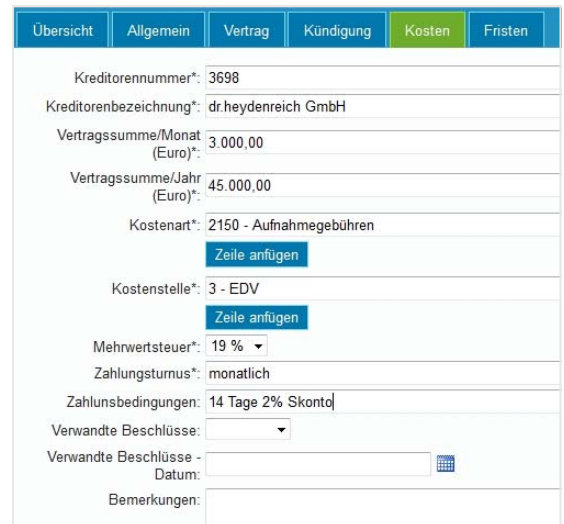 Übersicht Allgemein Vertrag Kündigung Kosten Fristen
Kreditorennummer*: 3698
Kreditorenbezeichnung*: dr.heydenreich GmbH
Vertragssumme/Monat
(Euro)*: 3.000,00
Vertragssumme/Jahr
(Euro)*: 45.000,00
Kostenart*: 2150 - Aufnahmegebühren
Zeile anfügen
Kostenstelle*: 3 - EDV
Zeile anfügen
Mehrwertsteuer*: 19 %
Zahlungsturnus*: monatlich
Zahlunsbedingungen: 14 Tage 2% Skonto
Verwandte Beschlüsse:
Verwandte Beschlüsse -
Datum:
Bemerkungen: